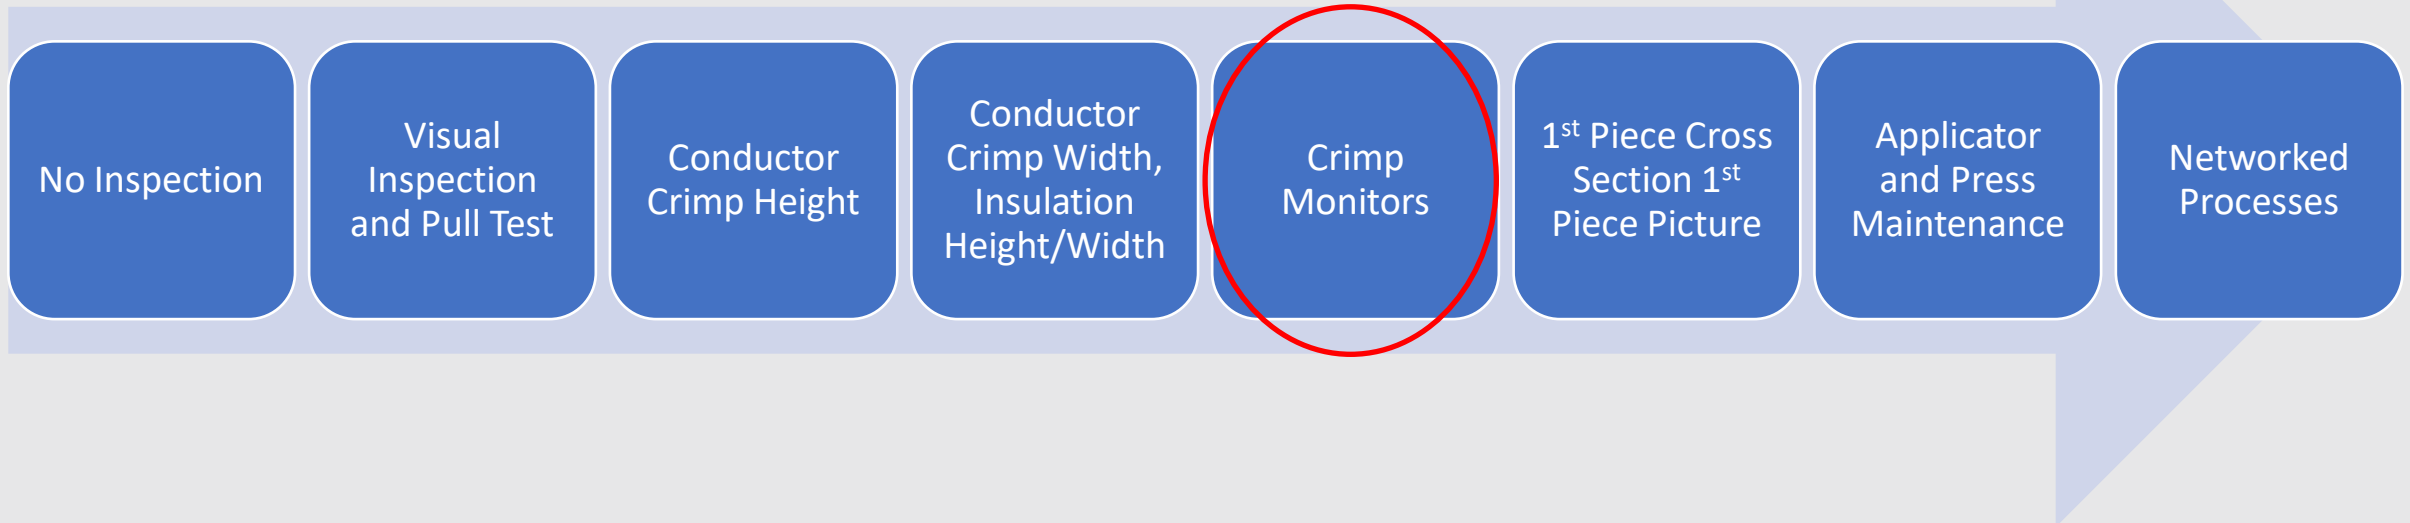 No Inspection
Visual
Inspection
and Pull Test
Conductor
Crimp Height
Conductor
Crimp Width,
Insulation
Height/Width
Crimp
Monitors
1st Piece Cross
Section 1st
Piece Picture
Applicator
and Press
Maintenance
Networked
Processes